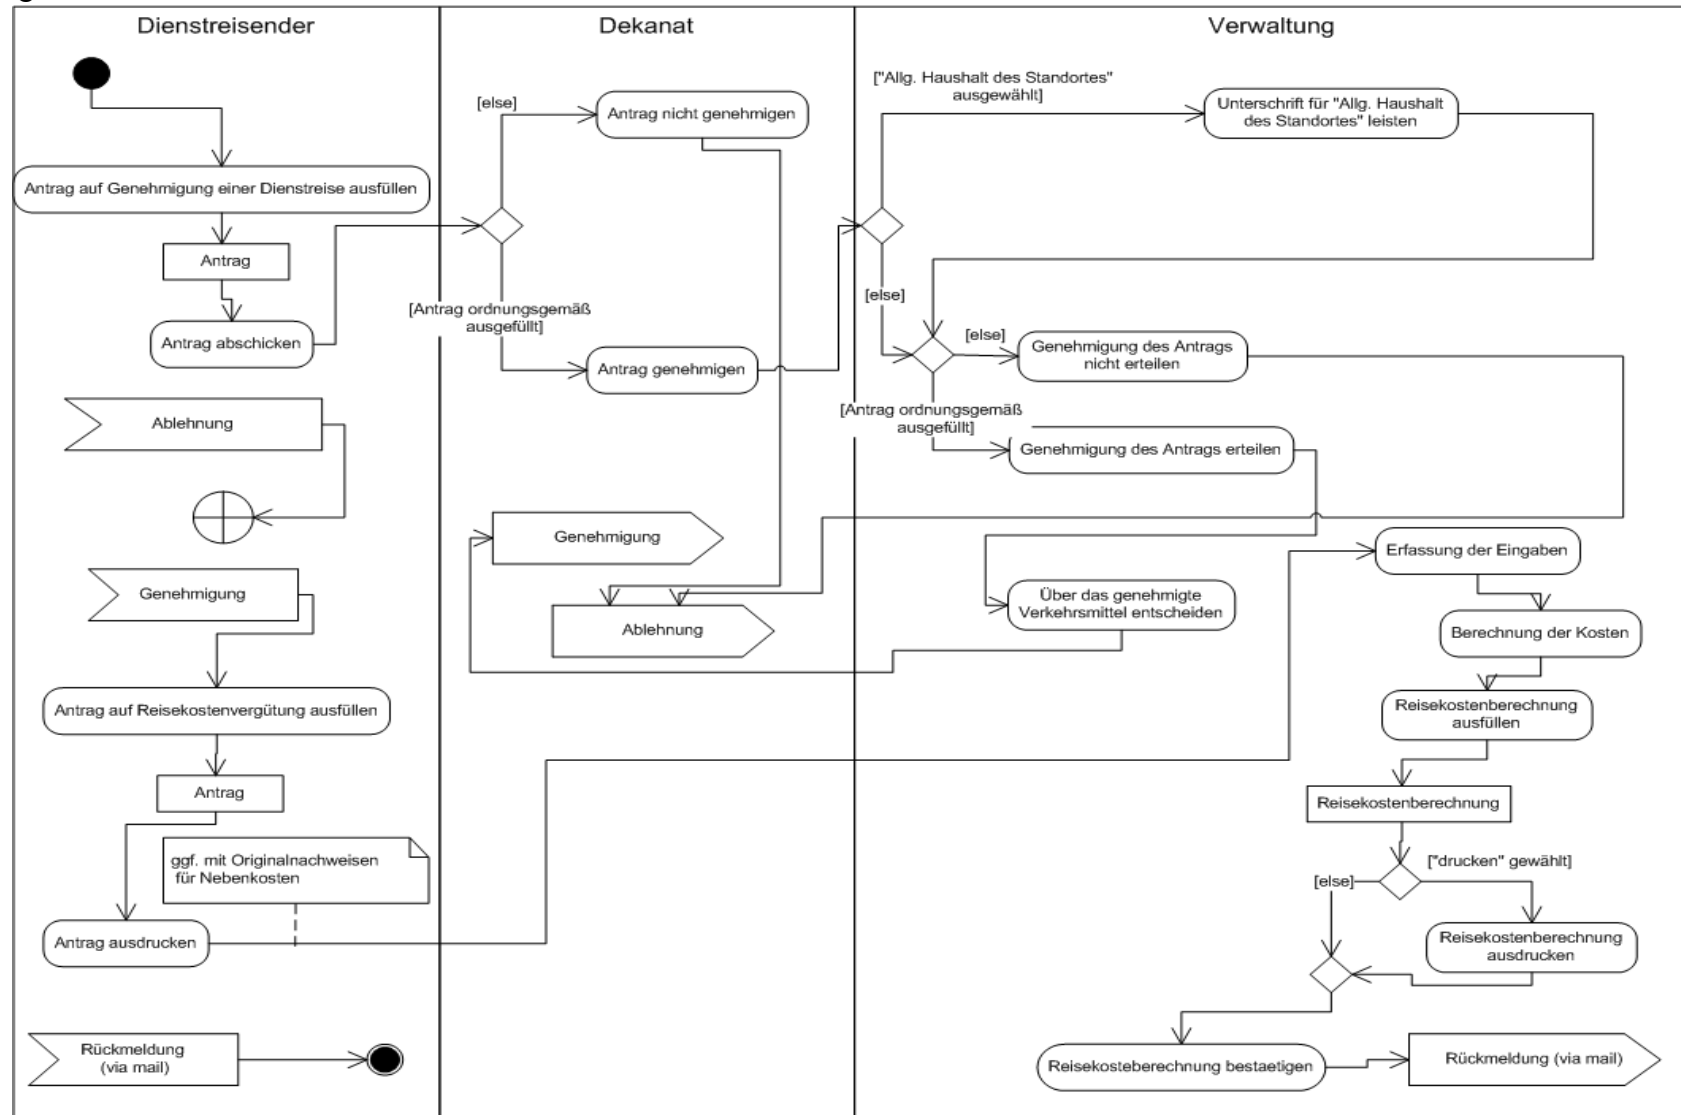 Dienstreisender
Dekanat
Verwaltung
["Allg. Haushalt des Standortes"
ausgewählt]
[else]
Antrag nicht genehmigen
Unterschrift für "Allg. Haushalt
des Standortes" leisten
Antrag auf Genehmigung einer Dienstreise ausfüllen
Antrag
[Antrag ordnungsgemäß
ausgefüllt]
[else]
Antrag abschicken
[else]
Genehmigung des Antrags
nicht erteilen
Antrag genehmigen
[Antrag ordnungsgemäß
ausgefüllt]
Ablehnung
Genehmigung des Antrags erteilen
Genehmigung
Erfassung der Eingaben
Genehmigung
Über das genehmigte
Verkehrsmittel entscheiden
Ablehnung
Berechnung der Kosten
Antrag auf Reisekostenvergütung ausfüllen
Reisekostenberechnung
ausfüllen
Antrag
Reisekostenberechnung
ggf. mit Originalnachweisen
für Nebenkosten
["drucken" gewählt]
[else]
Antrag ausdrucken
Reisekostenberechnung
ausdrucken
Rückmeldung
(via mail)
Reisekosteberechnung bestaetigen
Rückmeldung (via mail)